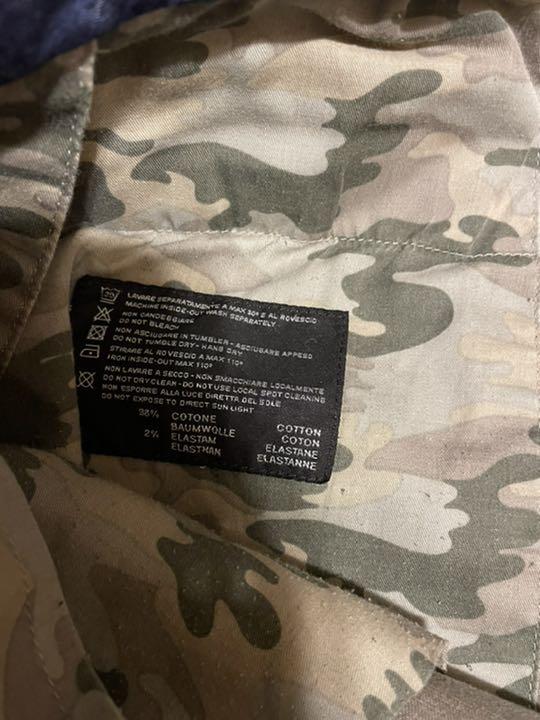 30
LAVARE SEPARATAMENTE A MAX 30° E AL ROVESCIO
MACHINE INSIDE-OUT WASH SEPARATELY
NON CANDEGGIARE
DO NOT BLEACH
NON ASCIUGARE IN TUMBLER - ASCIUGARE APPESO
DO NOT TUMBLE DRY - HANG DRY
STIRARE AL ROVESCIO A MAX 110°
IRON INSIDE-OUT MAX 110°
NON LAVARE A SECCO - NON SMACCHIARE LOCALMENTE
DO NOT DRY CLEAN - DO NOT USE LOCAL SPOT CLEANING
NON ESPORRE ALLA LUCE DIRETTA DEL SOLE
DO NOT EXPOSE TO DIRECT SUN LIGHT
98% COTONE COTTON
BAUMWOLLE COTON
2% ELASTAM ELASTANE
ELASTHAN ELASTANNE